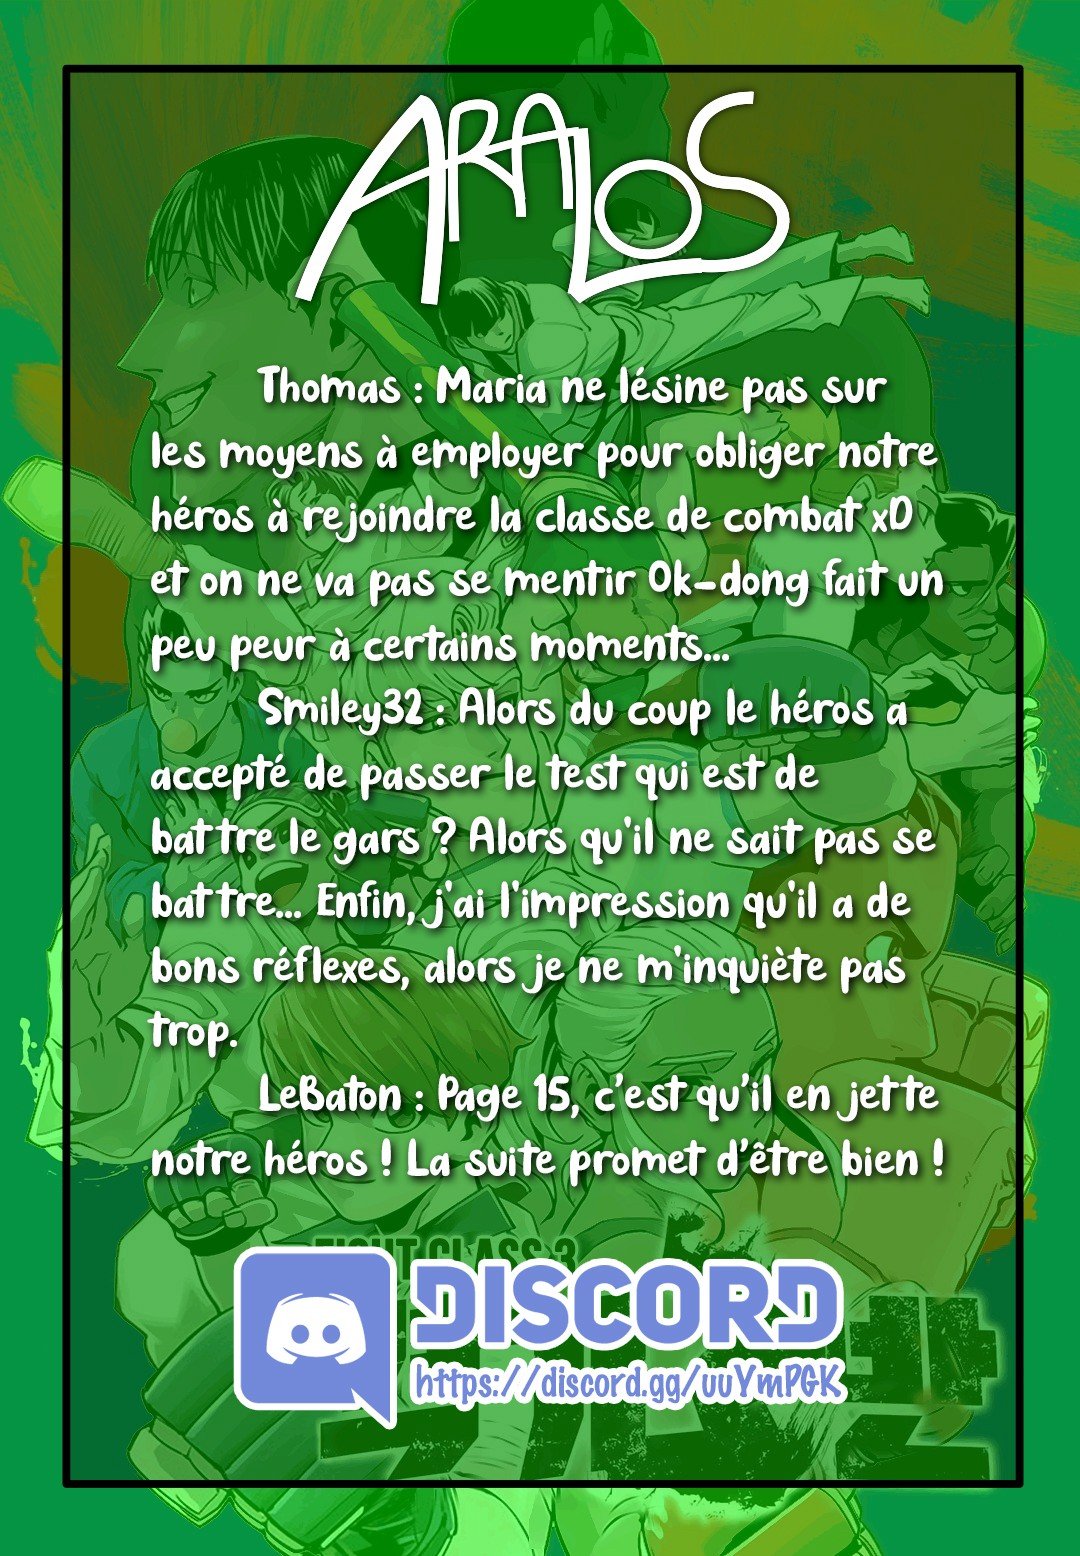 ARALOS
Thomas : Maria ne lésine pas sur
les moyens à employer pour obliger notre
héros à rejoindre la classe de combat xD
et on ne va pas se mentir Ok-dong fait un
peu peur à certains moments...
Smiley32 : Alors du coup le héros a
accepté de passer le test qui est de
battre le gars ? Alors qu'il ne sait pas se
battre... Enfin, j'ai l'impression qu'il a de
bons réflexes, alors je ne m'inquiète pas
trop.
LeBaton : Page 15, c'est qu'il en jette
notre héros ! La suite promet d'être bien !
FIGHT CLASS 3
DISCORD
https://discord.gg/uuYmPGK